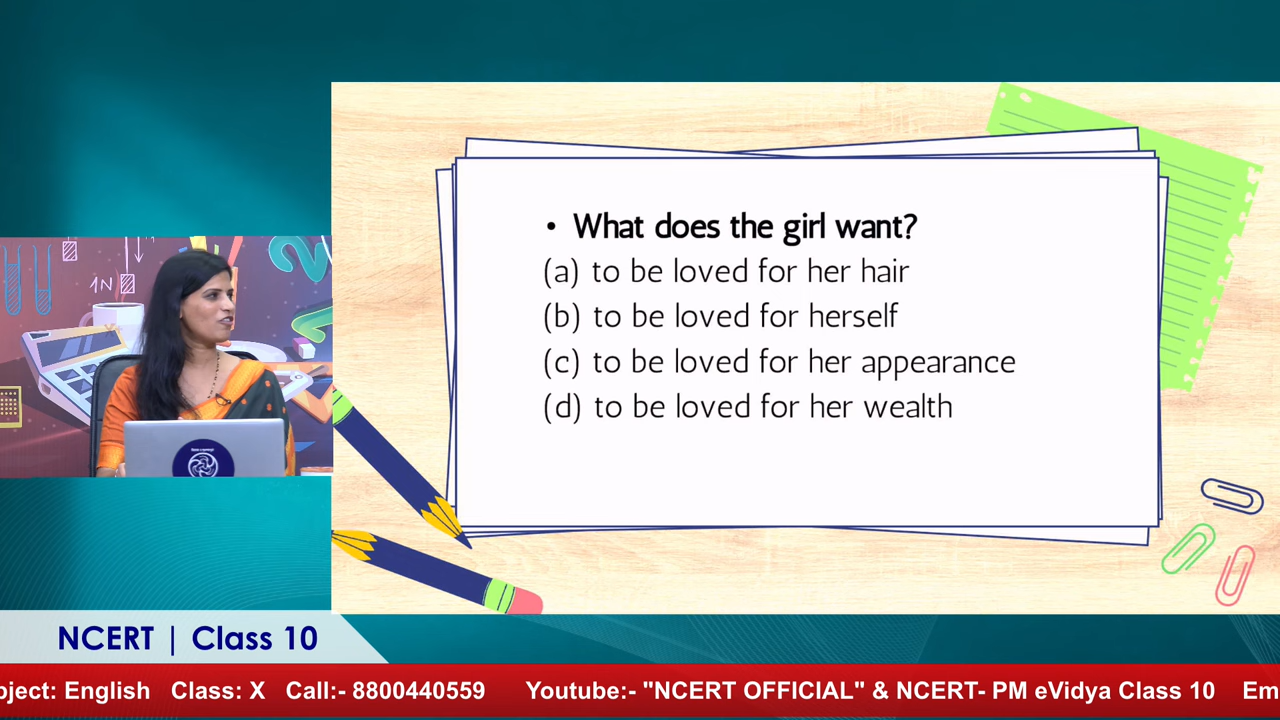 • What does the girl want?
(a) to be loved for her hair
(b) to be loved for herself
(c) to be loved for her appearance
(d) to be loved for her wealth
1N
NCERT | Class 10
bject: English Class: X Call:- 8800440559 Youtube:- "NCERT OFFICIAL" & NCERT- PM eVidya Class 10 Em